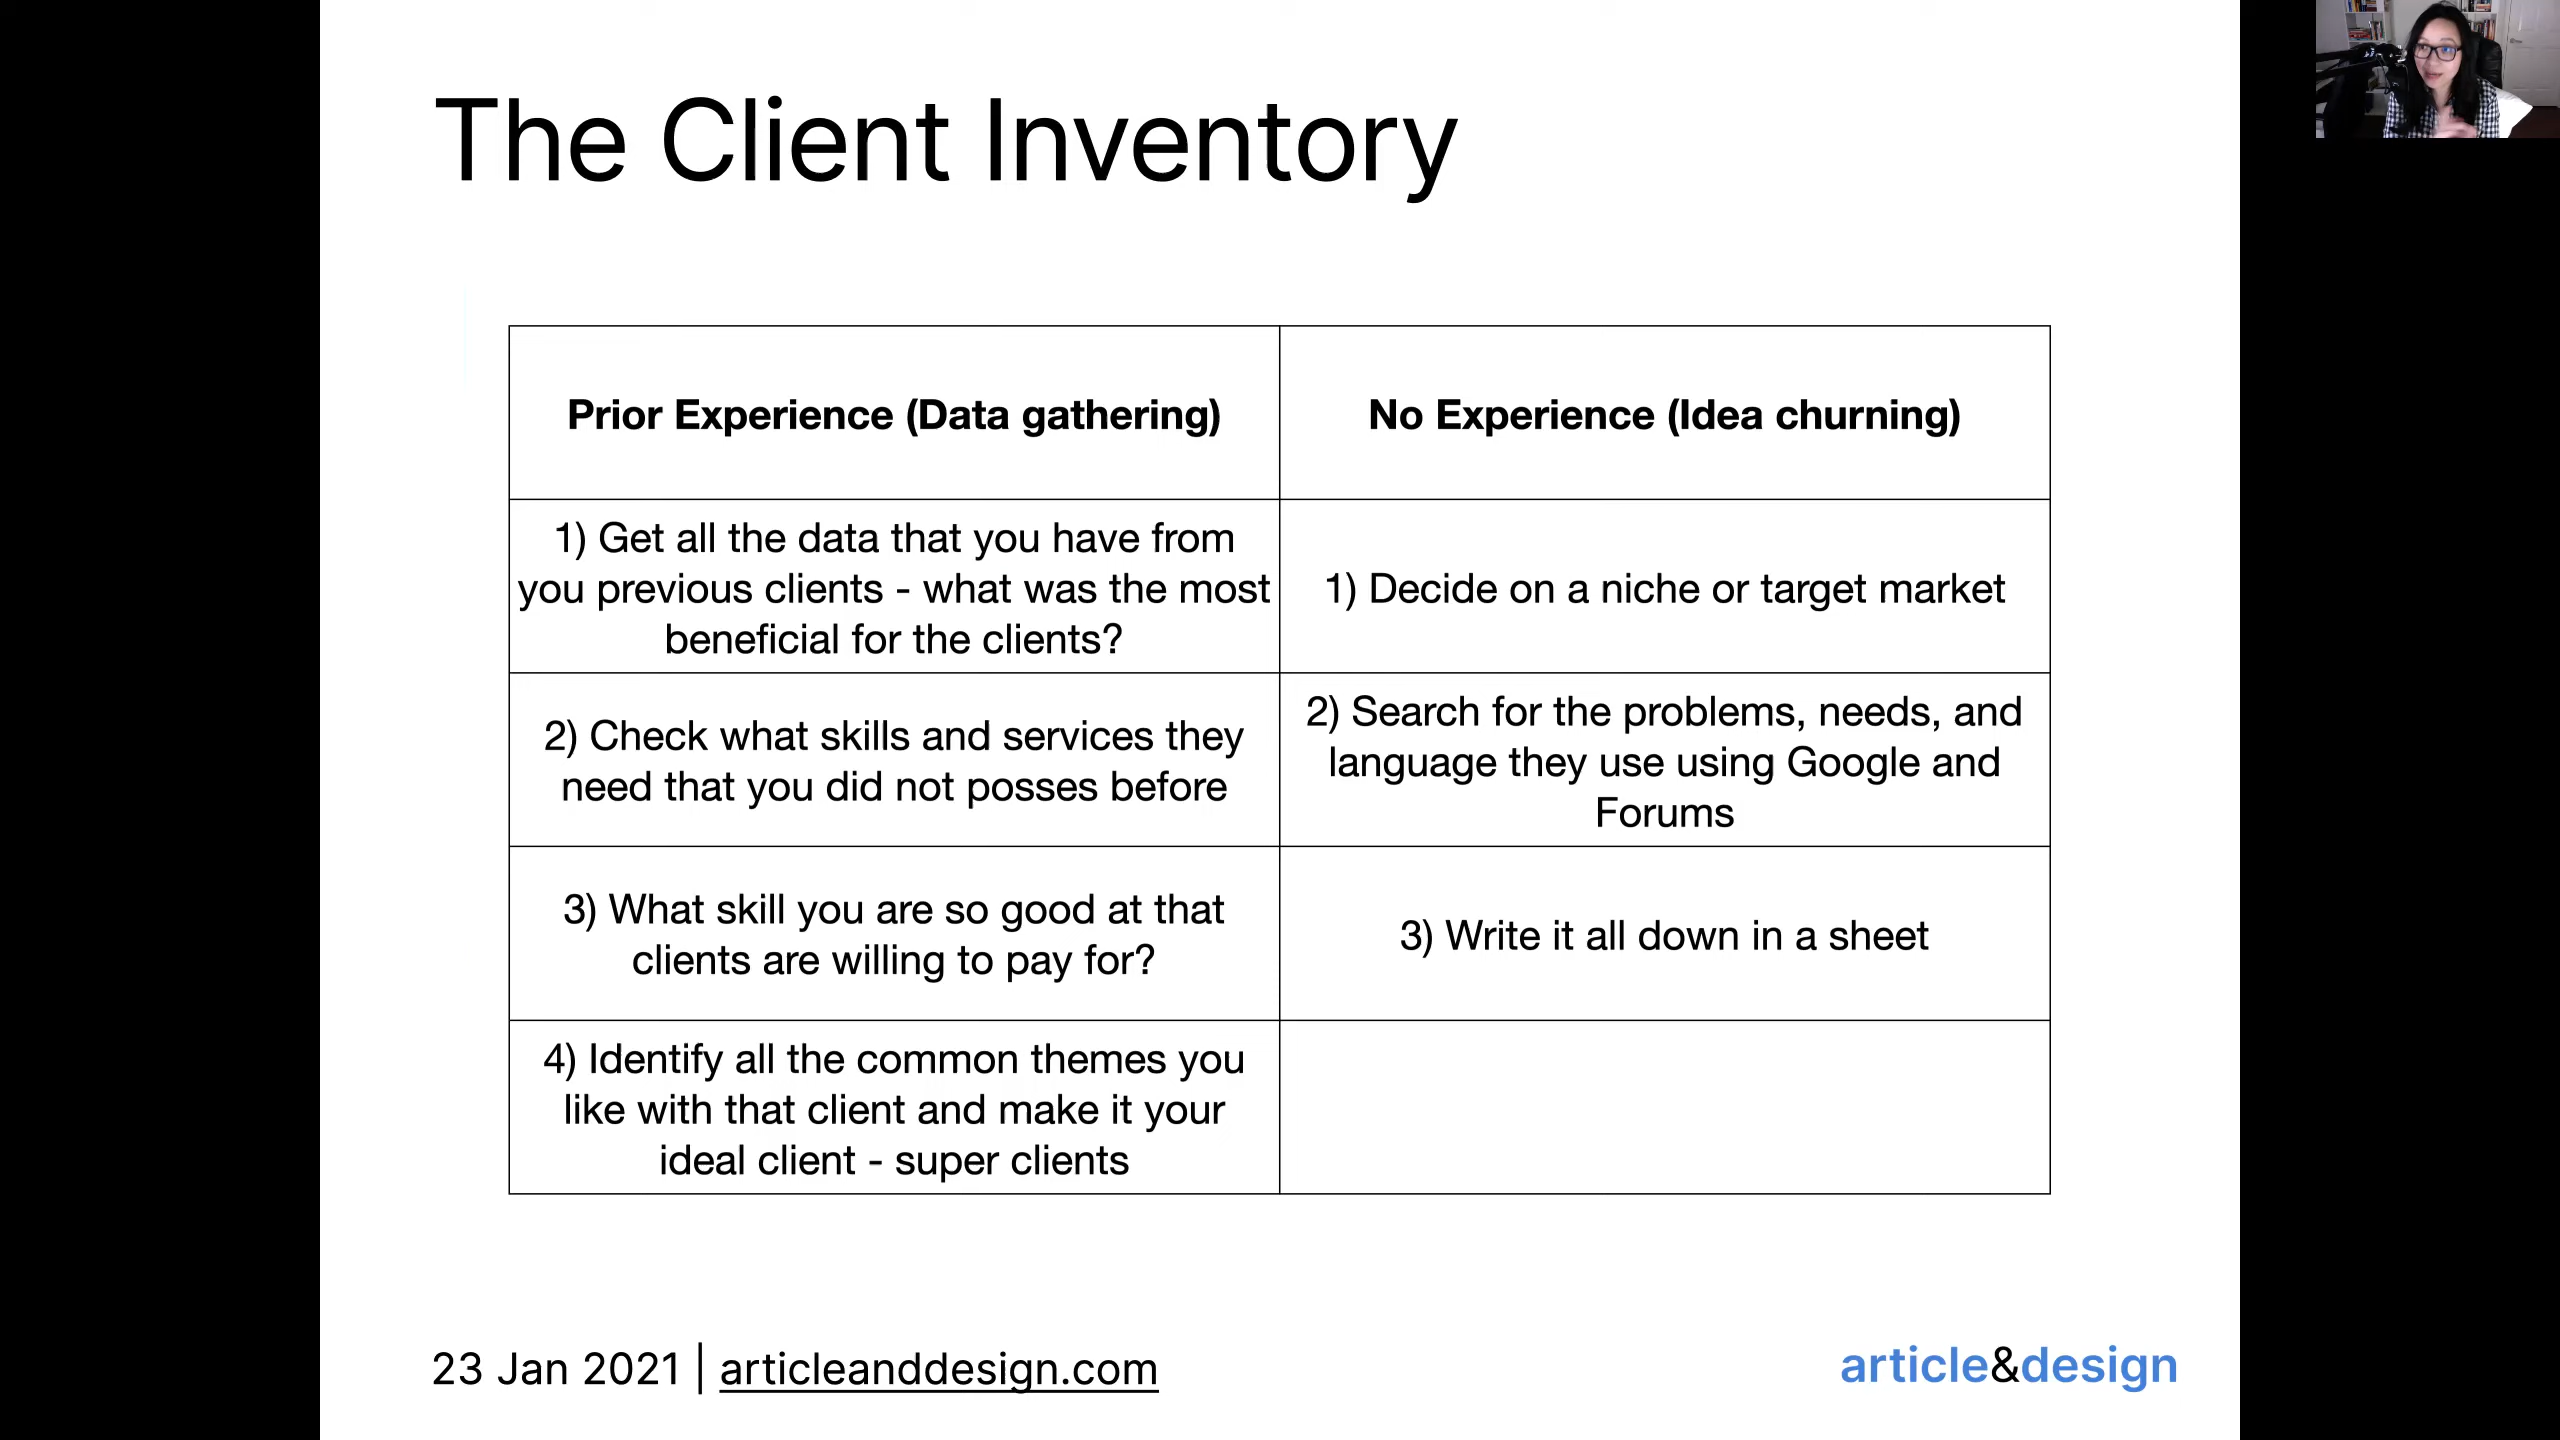 The Client Inventory
Prior Experience (Data gathering)
No Experience (Idea churning)
1) Get all the data that you have from
you previous clients - what was the most
beneficial for the clients?
1) Decide on a niche or target market
2) Check what skills and services they
need that you did not posses before
2) Search for the problems, needs, and
language they use using Google and
Forums
3) What skill you are so good at that
clients are willing to pay for?
3) Write it all down in a sheet
4) Identify all the common themes you
like with that client and make it your
ideal client - super clients
23 Jan 2021 | articleanddesign.com
article&design